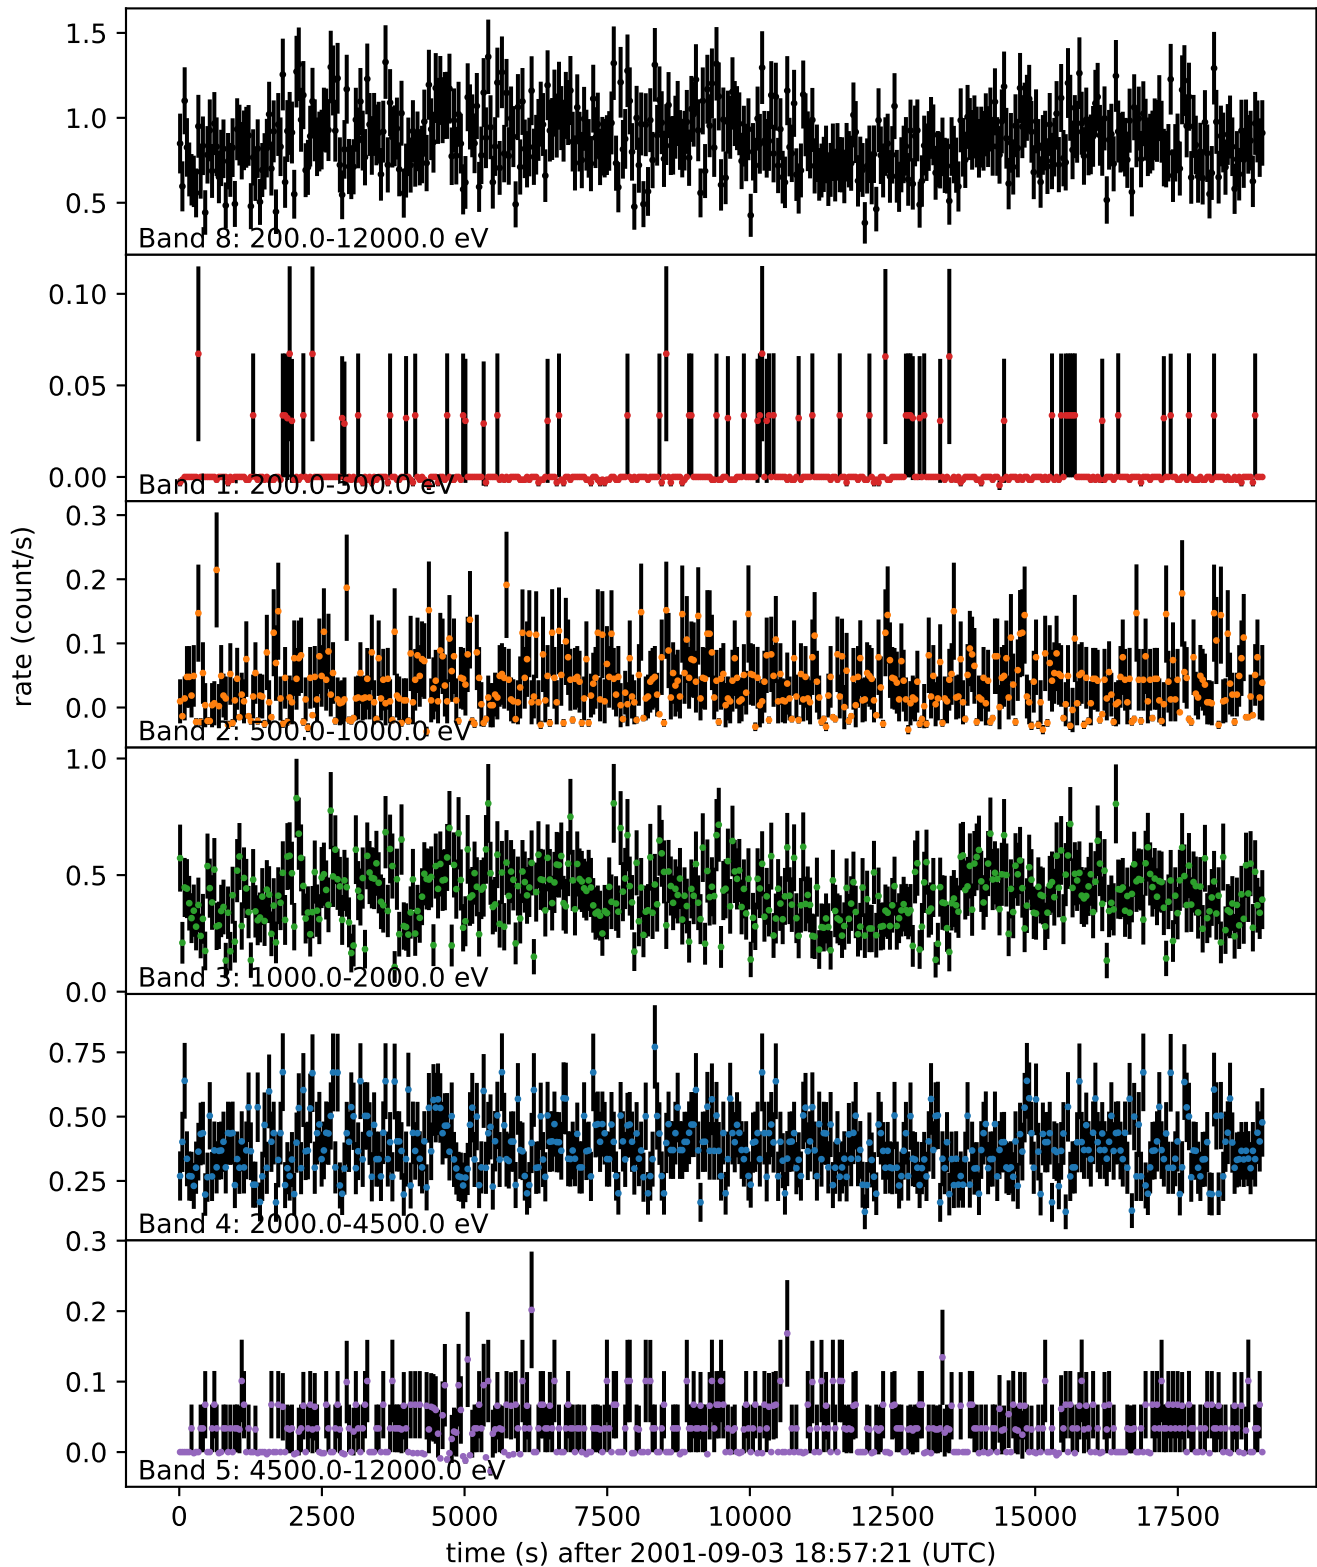 1.5
1.0
0.5
Band 8: 200.0-12000.0 eV
0.10
0.05
0.00
Band 1: 200.0-500.0 eV
0.3
0.2
0.1
0.0
Band 2: 500.0-1000.0 eV
rate (count/s)
1.0
0.5
0.0
Band 3: 1000.0-2000.0 eV
0.75
0.50
0.25
Band 4: 2000.0-4500.0 eV
0.3
0.2
0.1
0.0
Band 5: 4500.0-12000.0 eV
0 2500 5000 7500 10000 12500 15000 17500
time (s) after 2001-09-03 18:57:21 (UTC)